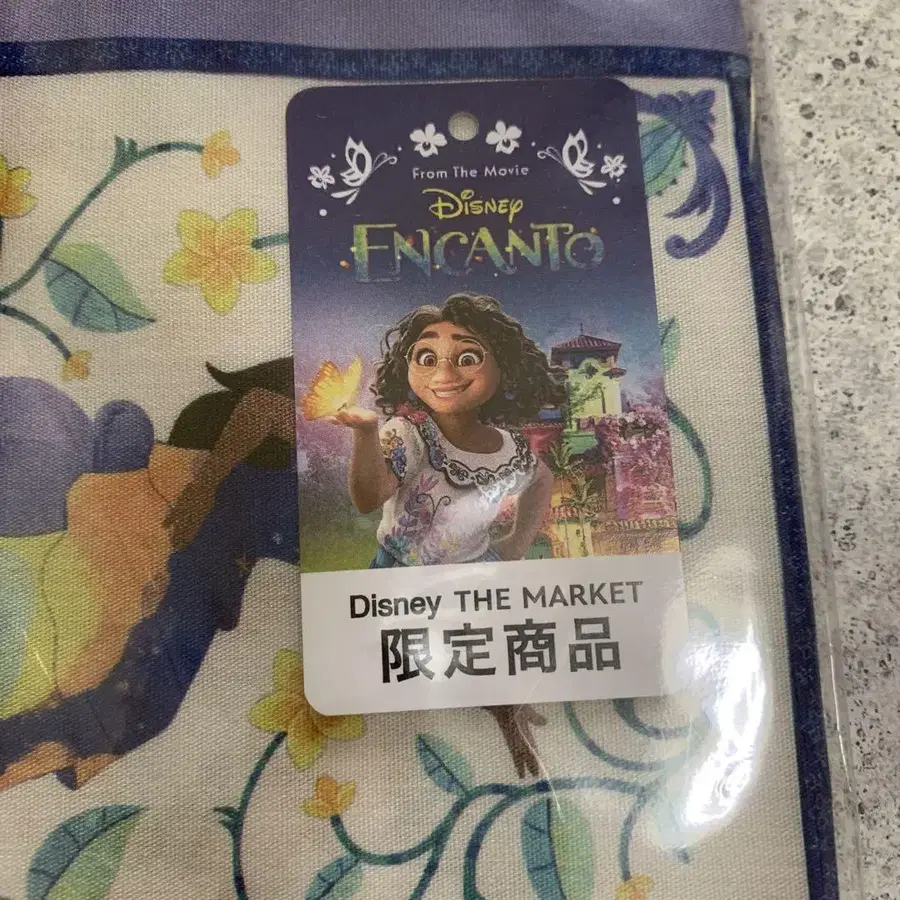 From The Movie
Disney
ENCANTO
Disney THE MARKET
限定商品